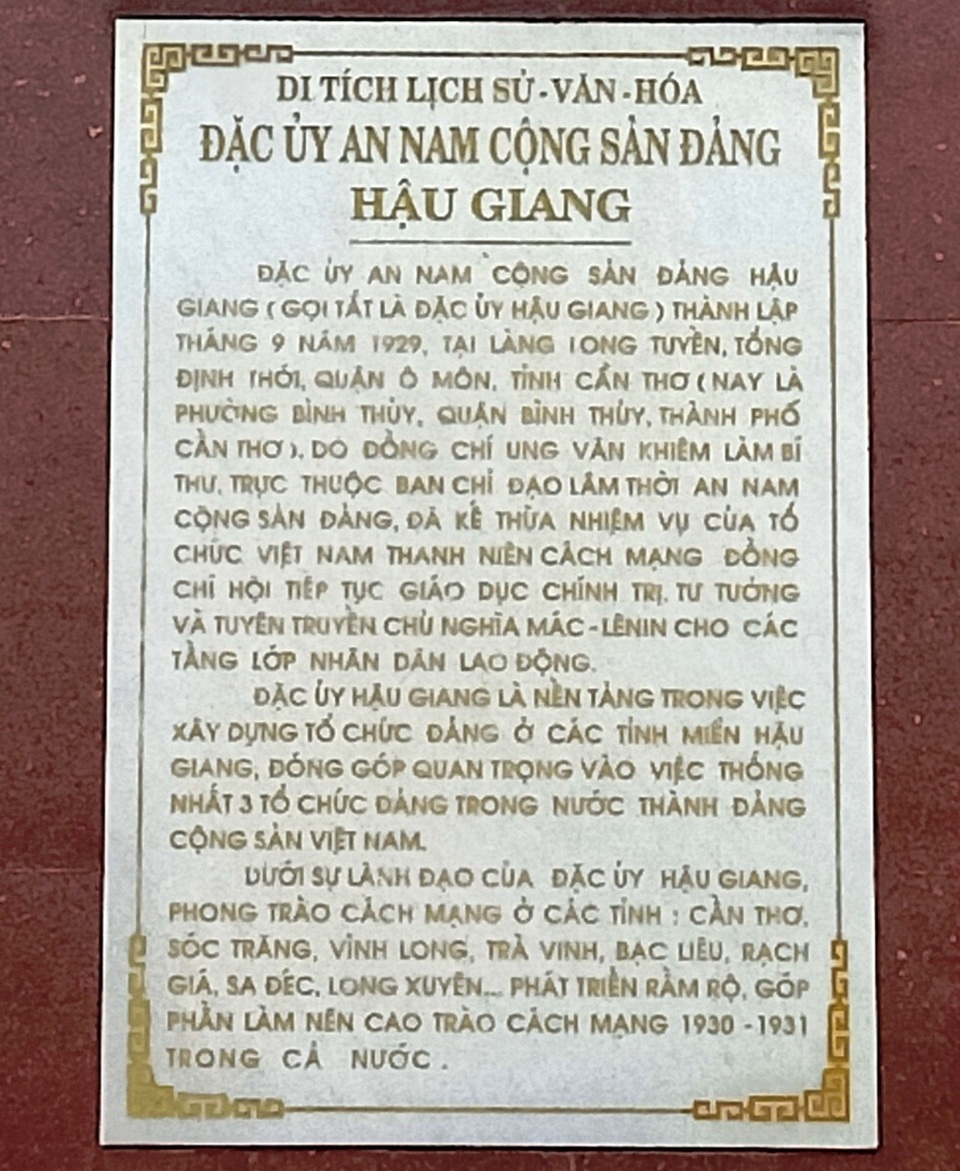 DI TÍCH LỊCH SỬ-VĂN-HÓA
ĐẶC ỦY AN NAM CỘNG SẢN ĐẢNG
HẬU GIANG
ĐẶC ỦY AN NAM CỘNG SẢN ĐẢNG HẬU
GIANG ( GỌI TẮT LÀ ĐẶC ỦY HẬU GIANG ) THÀNH LẬP
THÁNG 9 NĂM 1929, TẠI LÀNG LONG TUYỀN, TỔNG
ĐỊNH THỚI, QUẬN Ô MÔN, TỈNH CẦN THƠ ( NAY LÀ
PHƯỜNG BÌNH THỦY, QUẬN BÌNH THỦY, THÀNH PHỐ
CẦN THƠ ), DO ĐỒNG CHÍ UNG VĂN KHIÊM LÀM BÍ
THƯ, TRỰC THUỘC BAN CHỈ ĐẠO LÂM THỜI AN NAM
CỘNG SẢN ĐẢNG, ĐÃ KẾ THỪA NHIỆM VỤ CỦA TỔ
CHỨC VIỆT NAM THANH NIÊN CÁCH MẠNG ĐỒNG
CHÍ HỘI TIẾP TỤC GIÁO DỤC CHÍNH TRỊ, TƯ TƯỞNG
VÀ TUYÊN TRUYỀN CHỦ NGHĨA MÁC-LÊNIN CHO CÁC
TẦNG LỚP NHÂN DÂN LAO ĐỘNG.
ĐẶC ỦY HẬU GIANG LÀ NỀN TẢNG TRONG VIỆC
XÂY DỰNG TỔ CHỨC ĐẢNG Ở CÁC TỈNH MIỀN HẬU
GIANG, ĐÓNG GÓP QUAN TRỌNG VÀO VIỆC THỐNG
NHẤT 3 TỔ CHỨC ĐẢNG TRONG NƯỚC THÀNH ĐẢNG
CỘNG SẢN VIỆT NAM.
DƯỚI SỰ LÃNH ĐẠO CỦA ĐẶC ỦY HẬU GIANG,
PHONG TRÀO CÁCH MẠNG Ở CÁC TỈNH : CẦN THƠ,
SÓC TRĂNG, VĨNH LONG, TRÀ VINH, BẠC LIÊU, RẠCH
GIÁ, SA ĐÉC, LONG XUYÊN... PHÁT TRIỂN RẦM RỘ, GÓP
PHẦN LÀM NÊN CAO TRÀO CÁCH MẠNG 1930 -1931
TRONG CẢ NƯỚC .